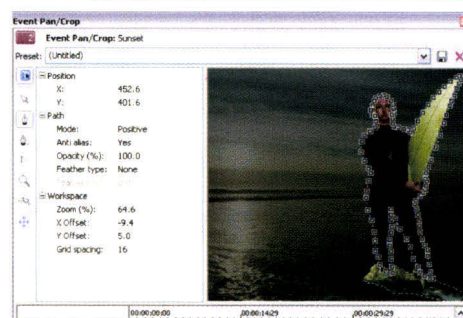 Event Pan/Crop
Event Pan/Crop: Sunset
Preset: (Untitled)
Position
X: 452.6
Y: 401.6
Path
Mode: Positive
Anti alias: Yes
Opacity (%): 100.0
Feather type: None
Workspace
Zoom (%): 64.6
X Offset: -9.4
Y Offset: 5.0
Grid spacing: 16
00:00:00:00 00:00:14:29 00:00:29:29